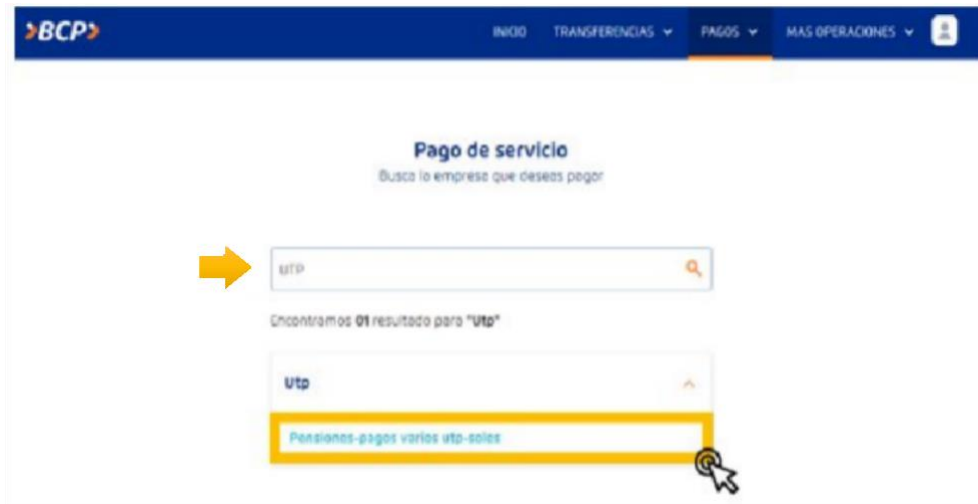 BCP
INICIO TRANSFERENCIAS PAGOS MAS OPERACIONES
Pago de servicio
Busca la empresa que deseas pagar
UTP
Encontramos 01 resultado para "Utp"
Utp
Pensiones-pagos varios utp-soles